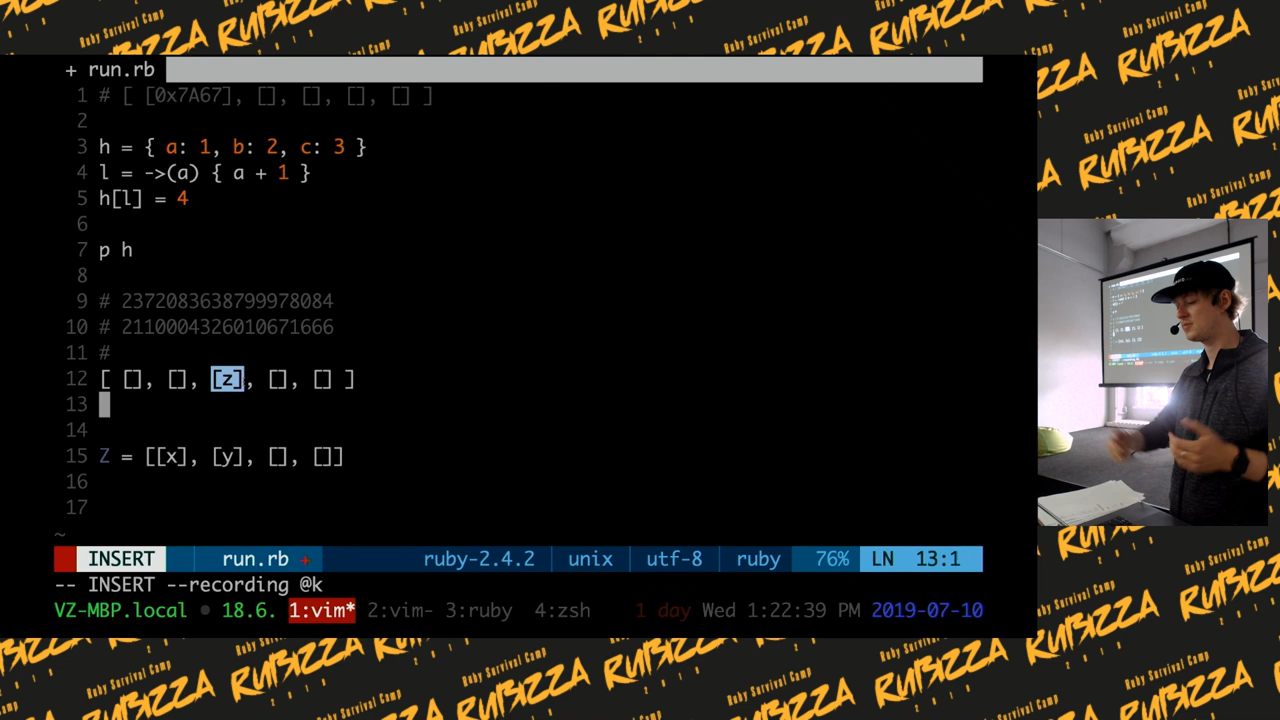 Ruby Survival Camp
RUBIZZA
2019
+ run.rb
1 # [ [0x7A67], [], [], [], [] ]
2
3 h = { a: 1, b: 2, c: 3 }
4 l = ->(a) { a + 1 }
5 h[l] = 4
6
7 p h
8
9 # 2372083638799978084
10 # 2110004326010671666
11 #
12 [ [], [], [z], [], [] ]
13
14
15 Z = [[x], [y], [], []]
16
17
~
INSERT run.rb + ruby-2.4.2 unix utf-8 ruby 76% LN 13:1
-- INSERT --recording @k
VZ-MBP.local • 18.6. 1:vim* 2:vim- 3:ruby 4:zsh 1 day Wed 1:22:39 PM 2019-07-10